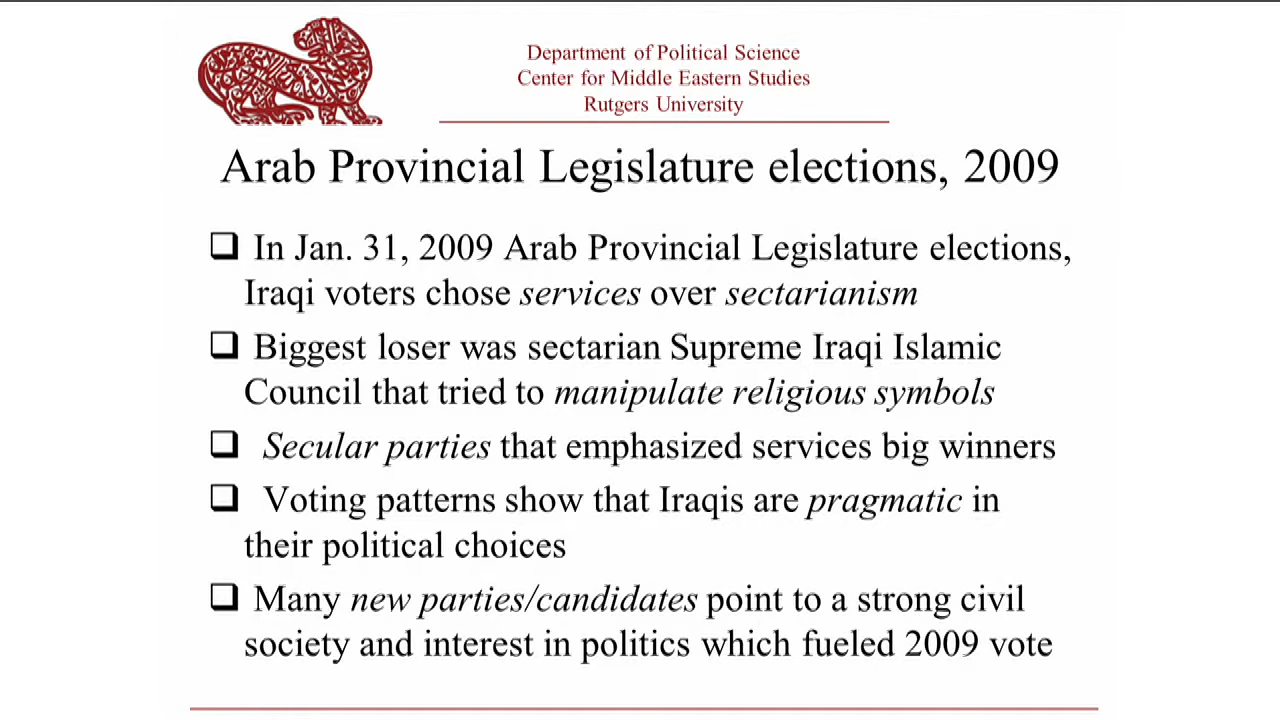 Department of Political Science
Center for Middle Eastern Studies
Rutgers University
Arab Provincial Legislature elections, 2009
❑ In Jan. 31, 2009 Arab Provincial Legislature elections,
Iraqi voters chose services over sectarianism
❑ Biggest loser was sectarian Supreme Iraqi Islamic
Council that tried to manipulate religious symbols
❑ Secular parties that emphasized services big winners
❑ Voting patterns show that Iraqis are pragmatic in
their political choices
❑ Many new parties/candidates point to a strong civil
society and interest in politics which fueled 2009 vote